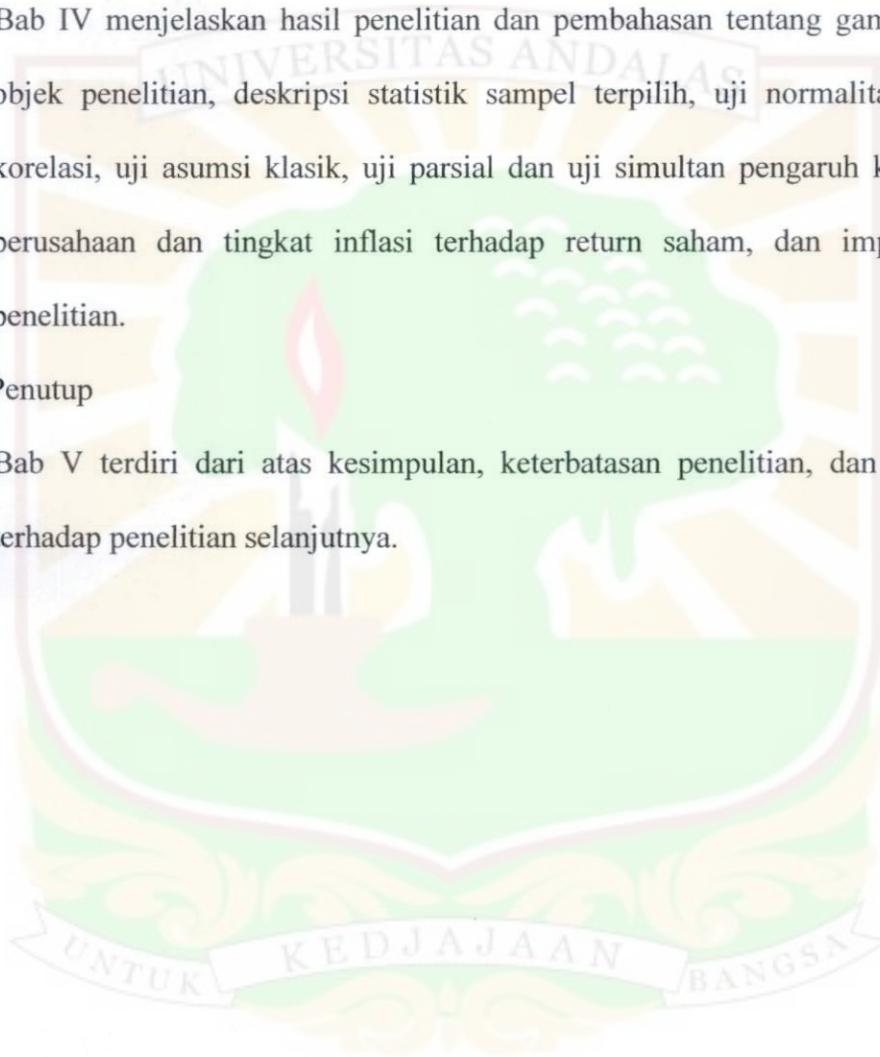 Bab IV menjelaskan hasil penelitian dan pembahasan tentang gam
UNIVERSITAS ANDALAS
objek penelitian, deskripsi statistik sampel terpilih, uji normalita
korelasi, uji asumsi klasik, uji parsial dan uji simultan pengaruh k
perusahaan dan tingkat inflasi terhadap return saham, dan imp
penelitian.
Penutup
Bab V terdiri dari atas kesimpulan, keterbatasan penelitian, dan
terhadap penelitian selanjutnya.
UNTUK KEDJAJAAN BANGSA